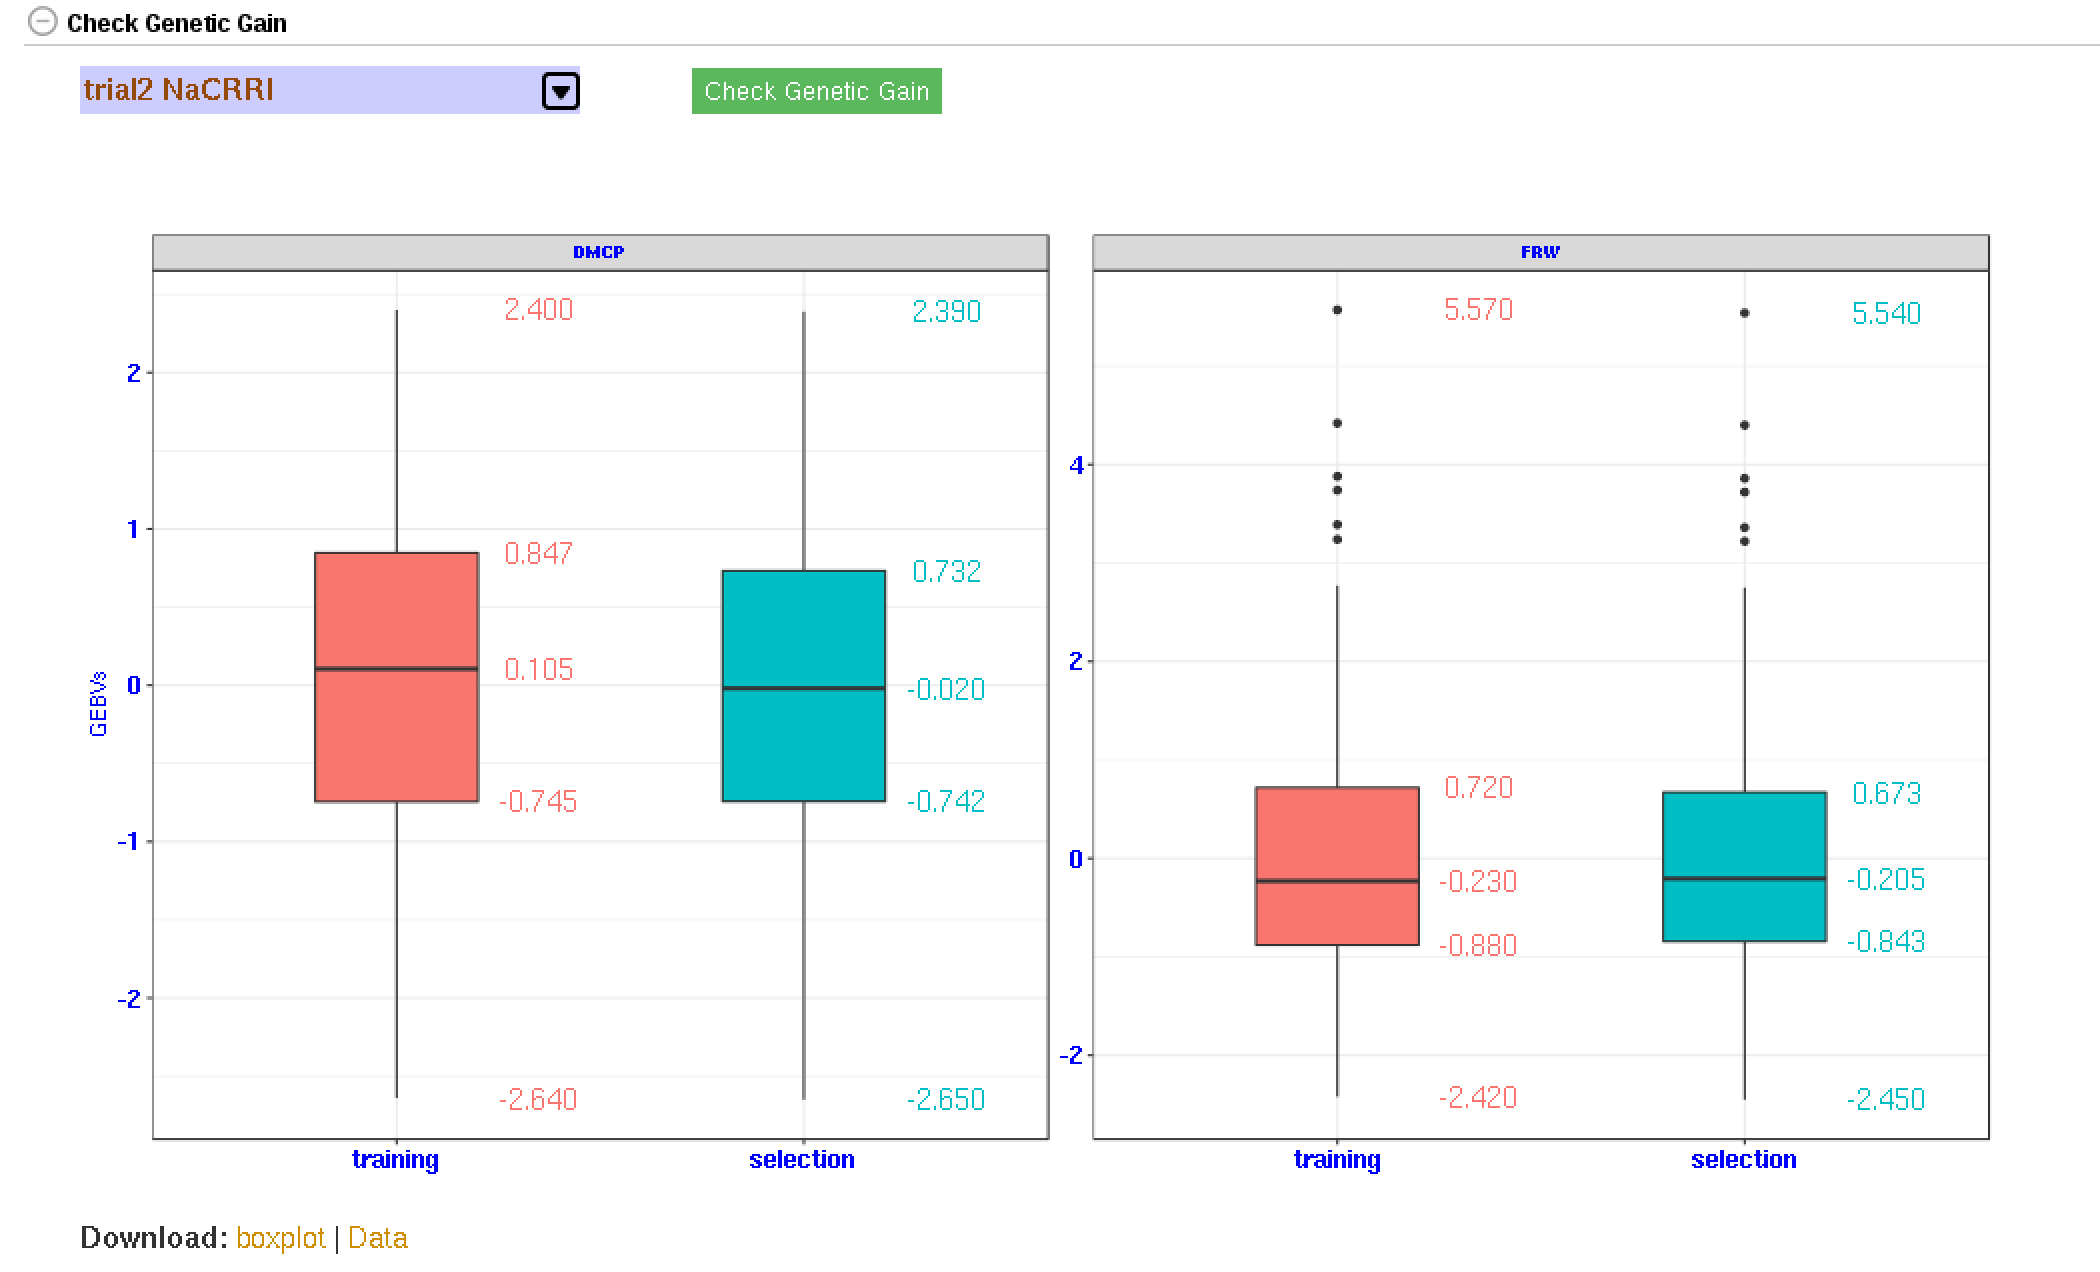 Check Genetic Gain
trial2 NaCRRI
Check Genetic Gain
DMCP
2.400
2.390
2
1
0.847
0.732
0.105
0
-0.020
-0.745
-0.742
-1
-2
-2.640
-2.650
GEBVs
training
selection
FRW
5.570
5.540
4
2
0.720
0.673
0
-0.230
-0.205
-0.880
-0.843
-2
-2.420
-2.450
training
selection
Download: boxplot | Data